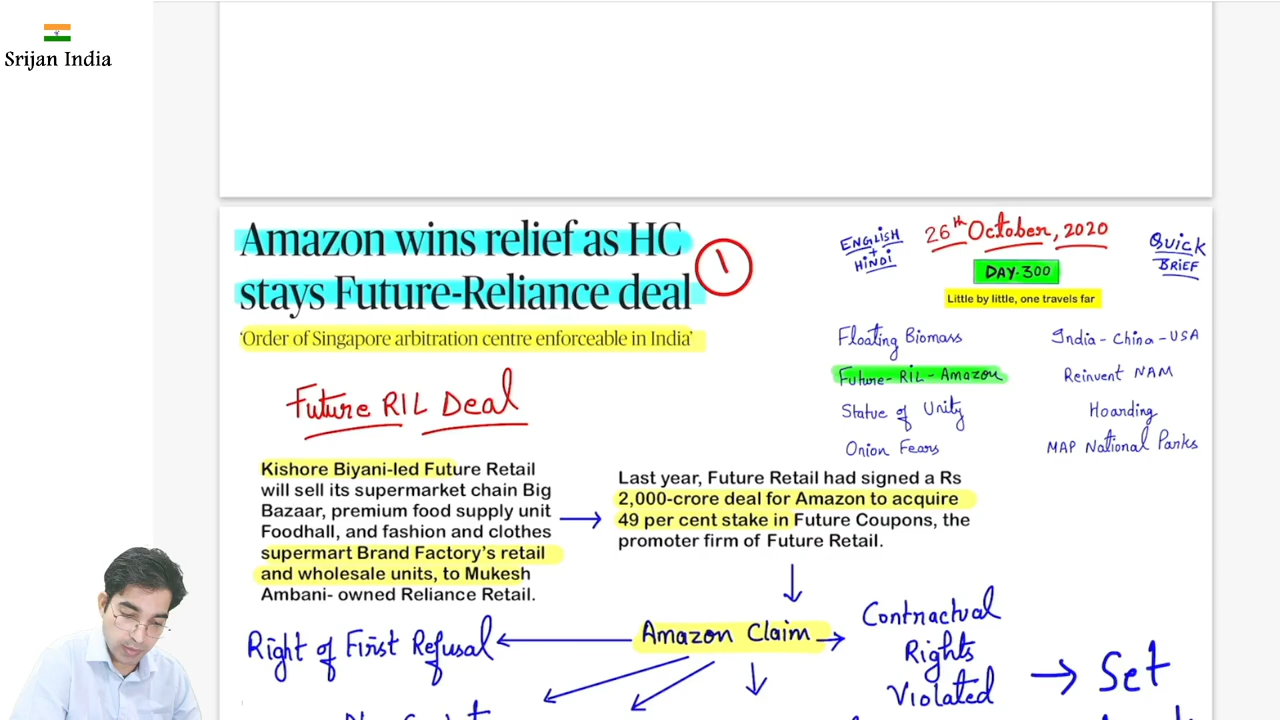 Srijan India
Amazon wins relief as HC
stays Future-Reliance deal
1
'Order of Singapore arbitration centre enforceable in India'
ENGLISH
+
HINDI
26th October, 2020
DAY-300
Little by little, one travels far
Quick
BRIEF
Floating Biomass
Future-RIL-Amazon
Statue of Unity
Onion Fears
India-China-USA
Reinvent NAM
Hoarding
MAP National Parks
Future RIL Deal
Kishore Biyani-led Future Retail
will sell its supermarket chain Big
Bazaar, premium food supply unit
Foodhall, and fashion and clothes
supermart Brand Factory's retail
and wholesale units, to Mukesh
Ambani- owned Reliance Retail.
Last year, Future Retail had signed a Rs
2,000-crore deal for Amazon to acquire
49 per cent stake in Future Coupons, the
promoter firm of Future Retail.
Right of First Refusal
Amazon Claim
Contractual
Rights
Violated
Set